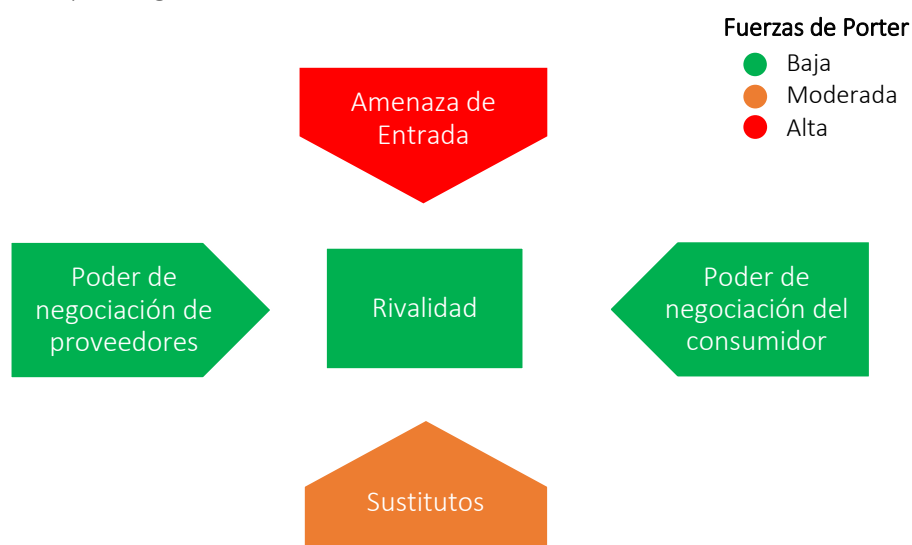 Fuerzas de Porter
Baja
Moderada
Alta
Amenaza de
Entrada
Poder de
negociación de
proveedores
Rivalidad
Poder de
negociación del
consumidor
Sustitutos